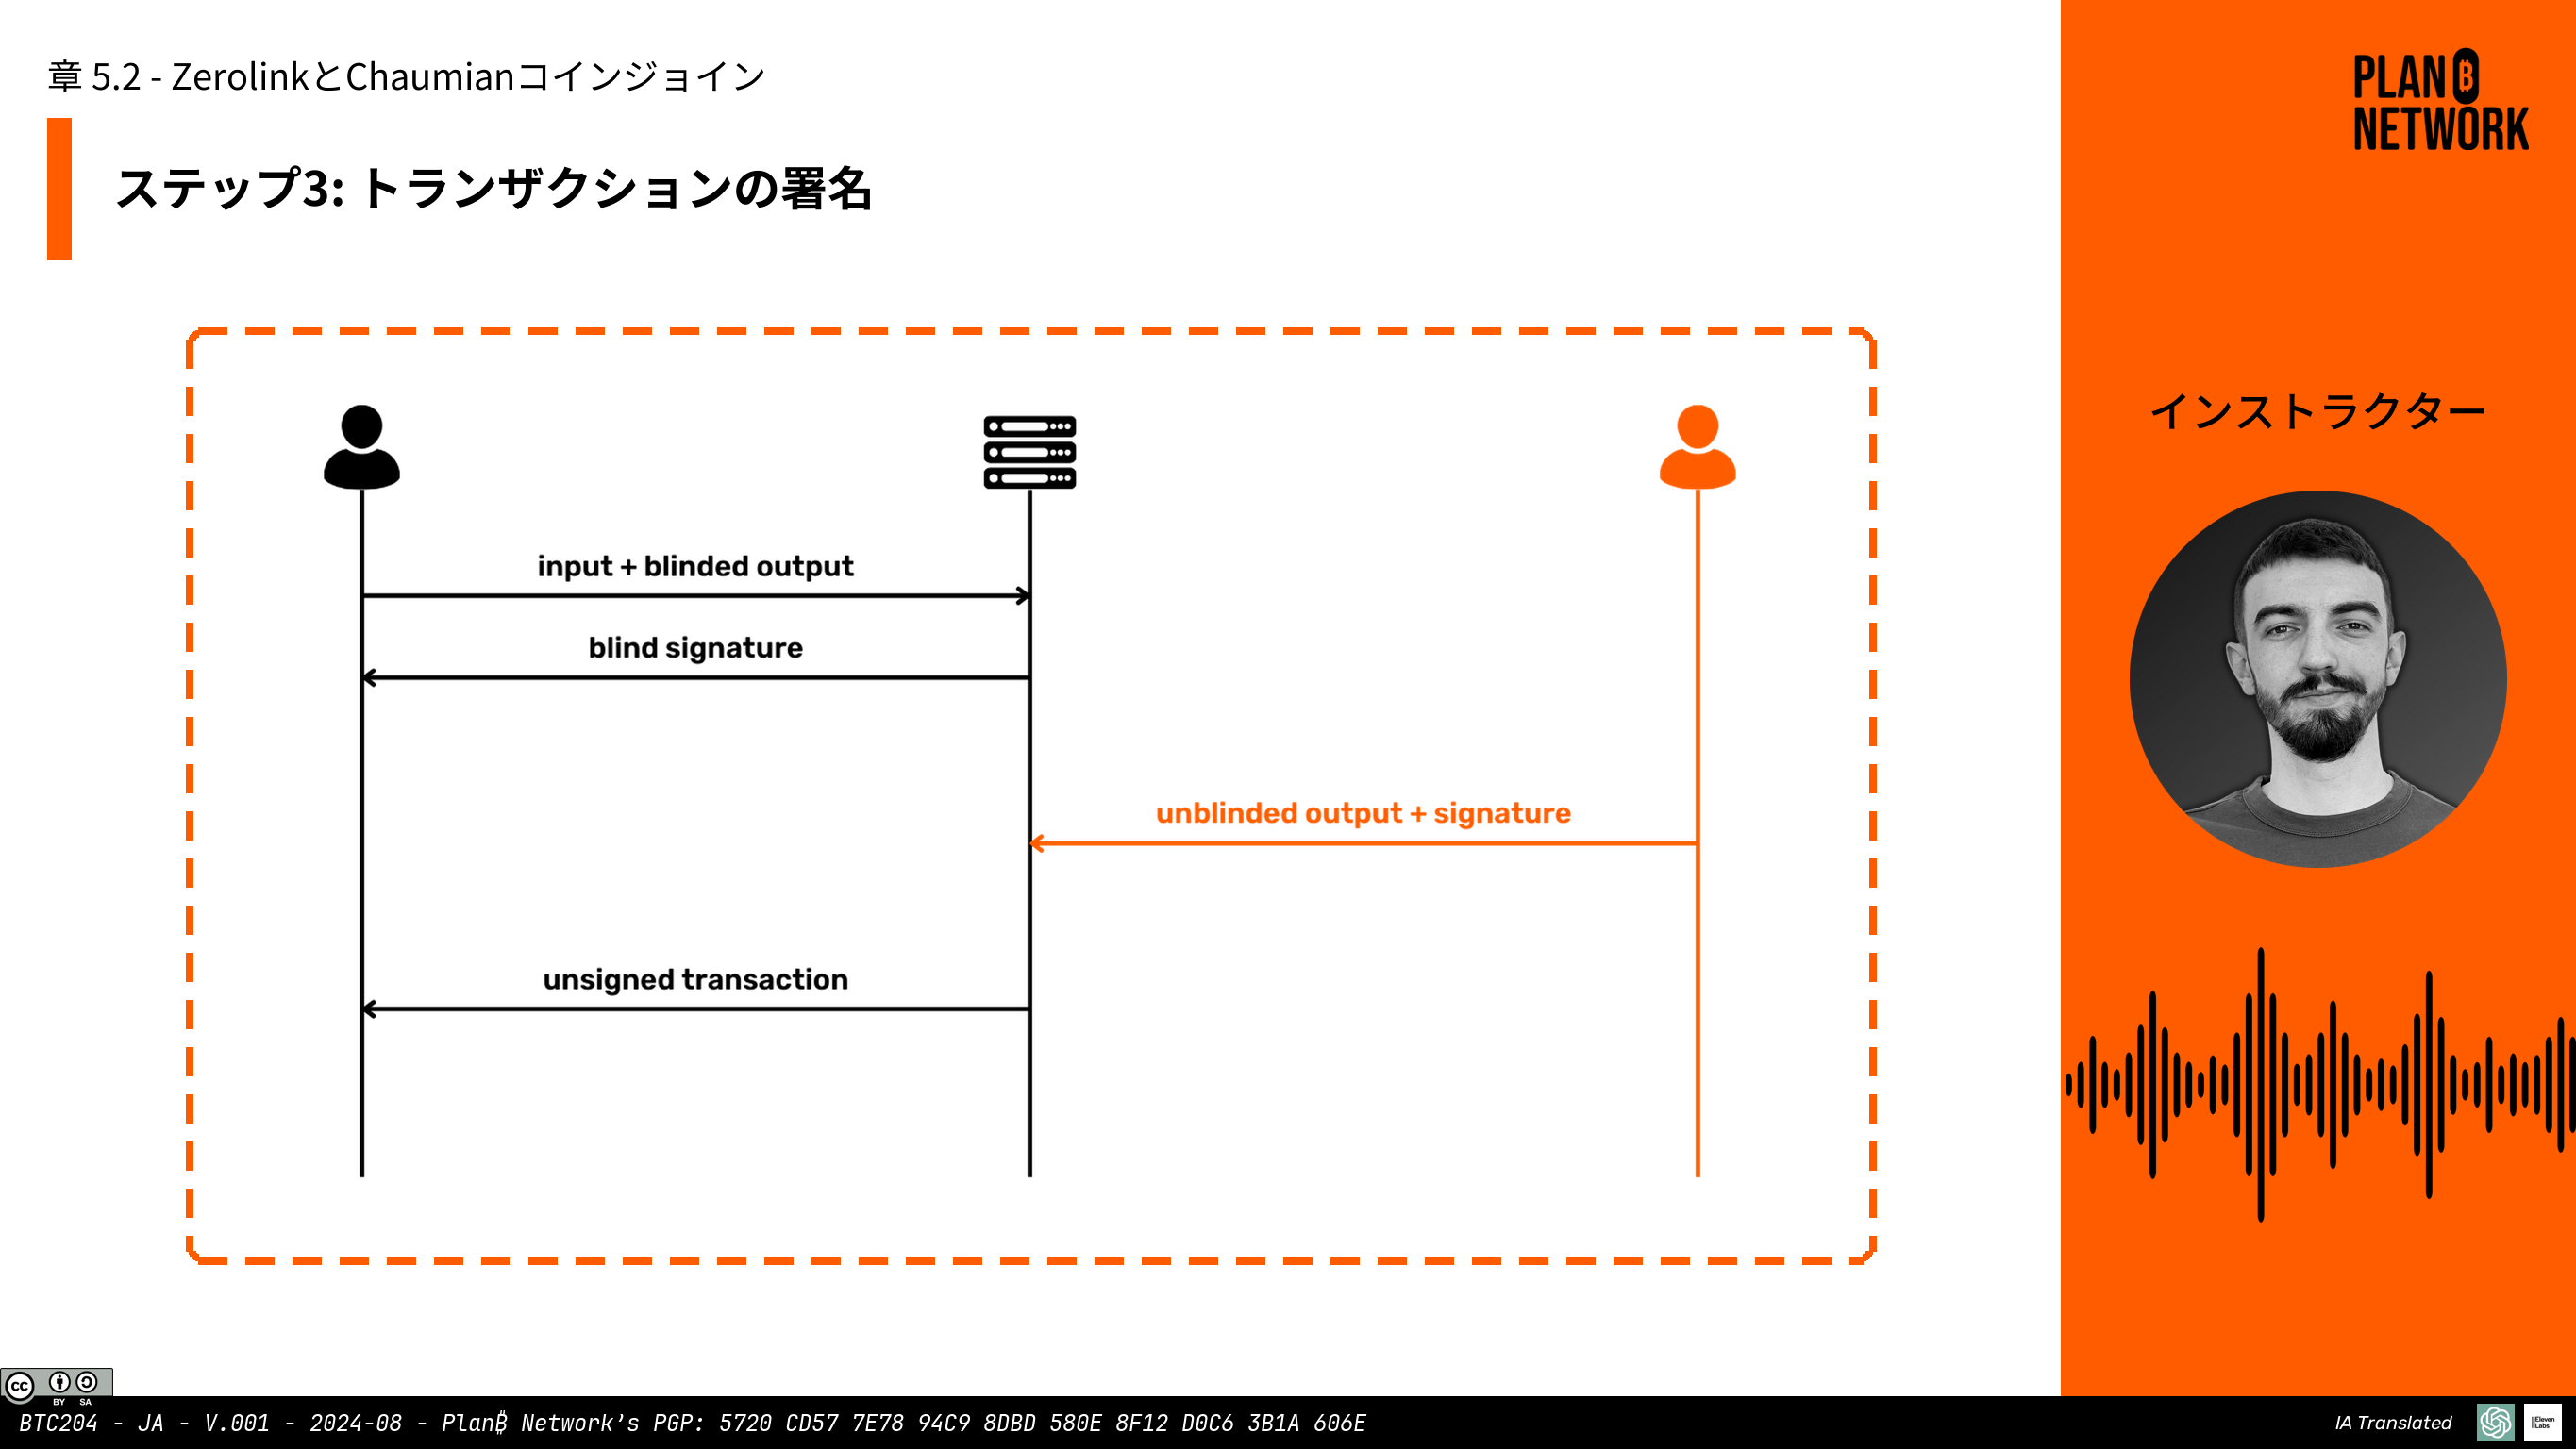 章 5.2 - ZerolinkとChaumianコインジョイン
ステップ3: トランザクションの署名
PLAN ₿
NETWORK
インストラクター
input + blinded output
blind signature
unblinded output + signature
unsigned transaction
cc
BY SA
BTC204 - JA - V.001 - 2024-08 - Plan₿ Network's PGP: 5720 CD57 7E78 94C9 8DBD 580E 8F12 D0C6 3B1A 606E
IA Translated
IIElevenLabs